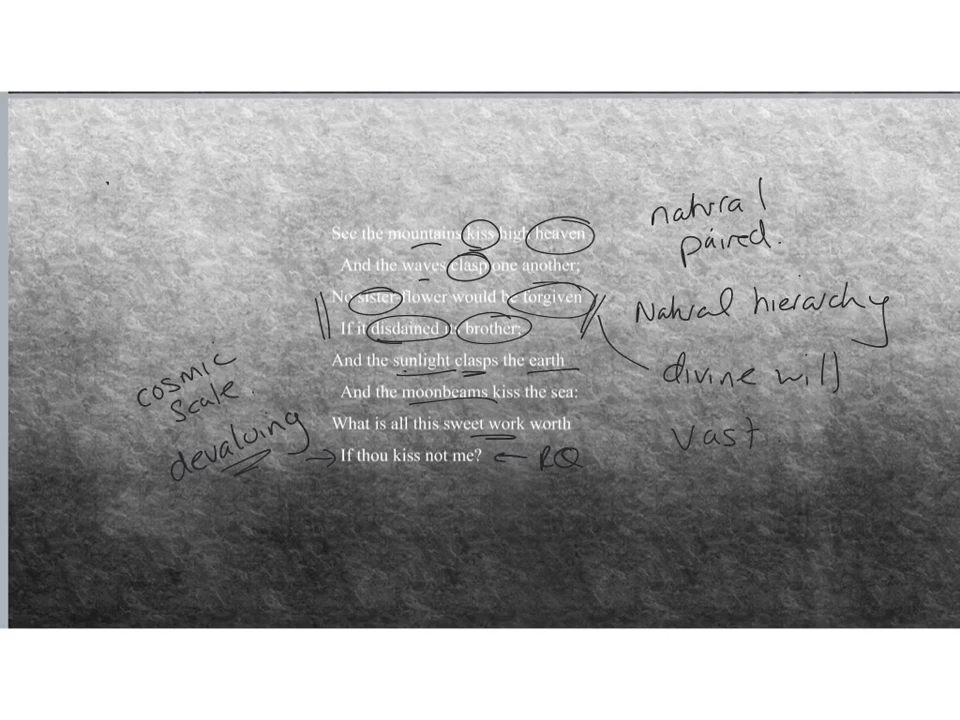 See the mountains kiss high heaven
And the waves clasp one another;
No sister-flower would be forgiven
If it disdained its brother;
And the sunlight clasps the earth
And the moonbeams kiss the sea:
What is all this sweet work worth
If thou kiss not me?
natural
paired.
Natural hierarchy
divine will
vast
cosmic
scale.
devaluing
RQ